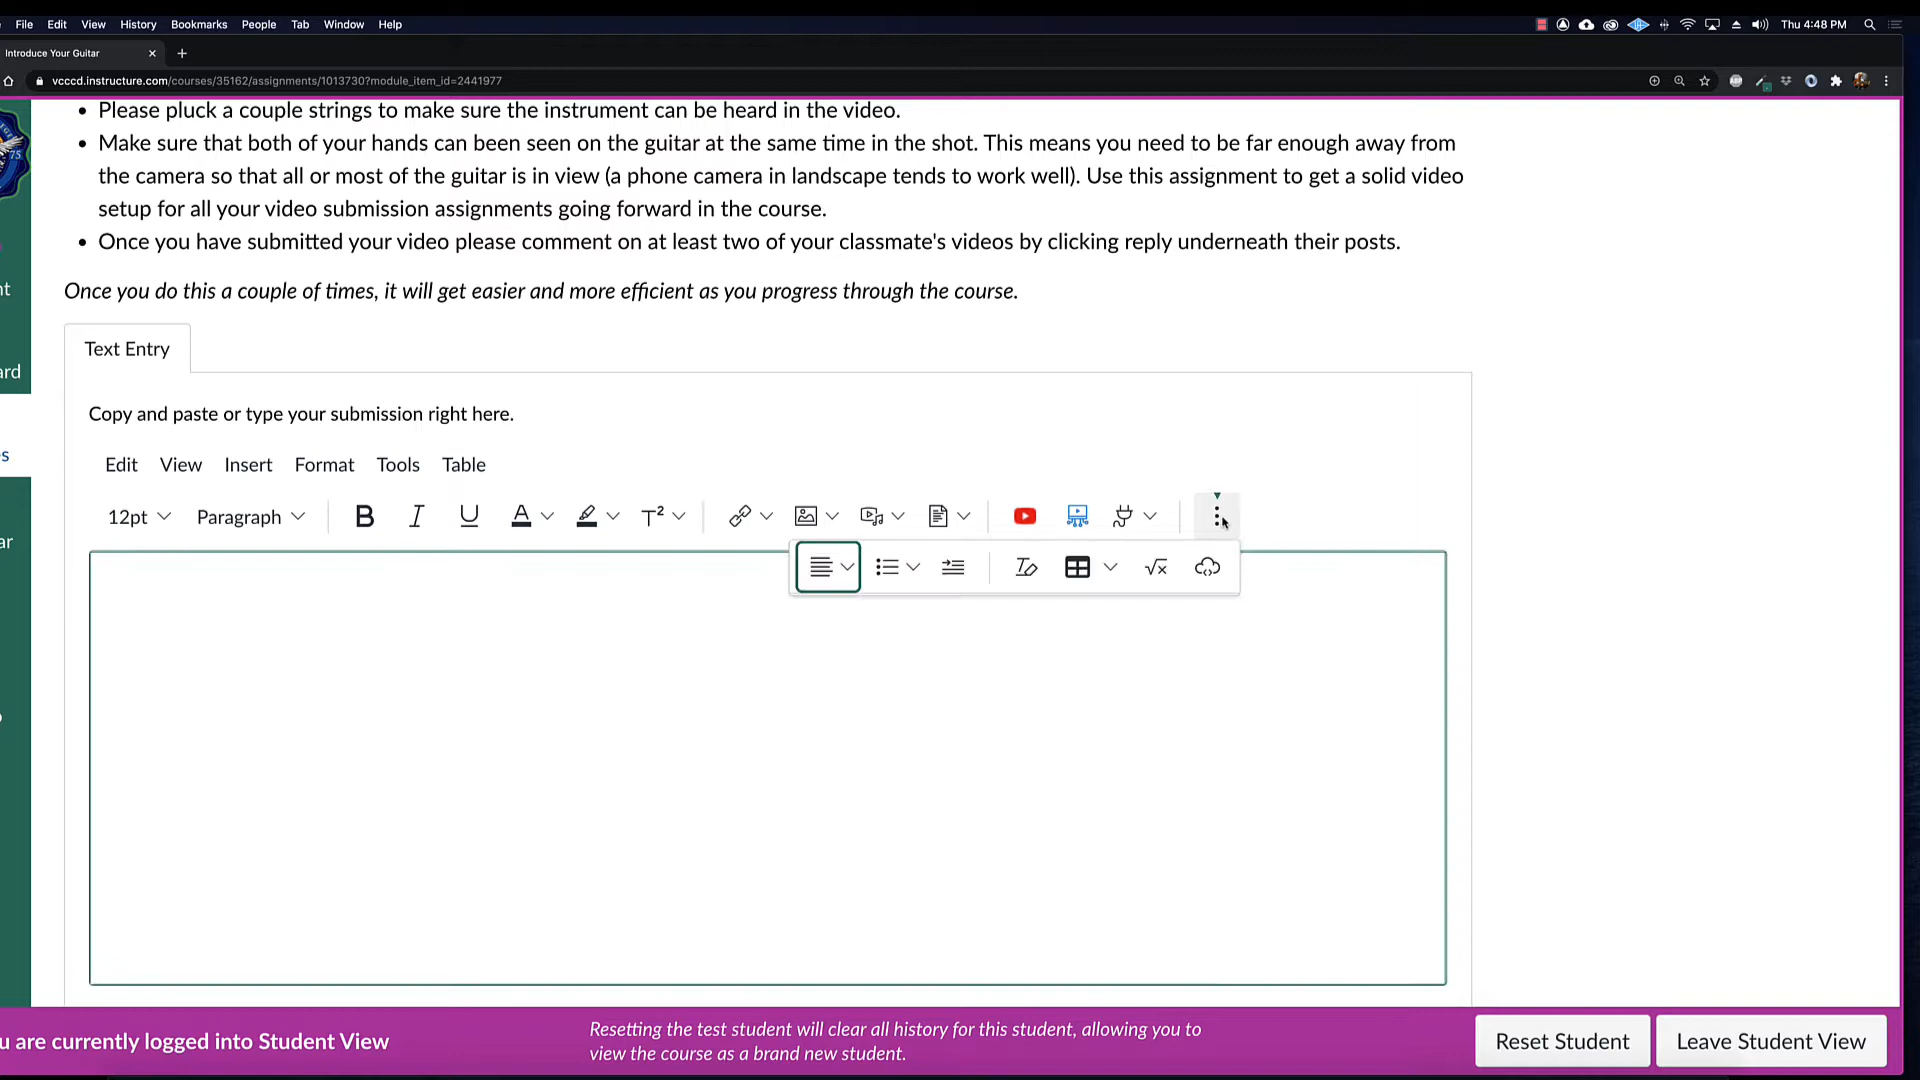 File Edit View History Bookmarks People Tab Window Help
Thu 4:48 PM
Introduce Your Guitar
vcccd.instructure.com/courses/35162/assignments/1013730?module_item_id=2441977
• Please pluck a couple strings to make sure the instrument can be heard in the video.
• Make sure that both of your hands can been seen on the guitar at the same time in the shot. This means you need to be far enough away from
the camera so that all or most of the guitar is in view (a phone camera in landscape tends to work well). Use this assignment to get a solid video
setup for all your video submission assignments going forward in the course.
• Once you have submitted your video please comment on at least two of your classmate's videos by clicking reply underneath their posts.
Once you do this a couple of times, it will get easier and more efficient as you progress through the course.
Text Entry
Copy and paste or type your submission right here.
Edit View Insert Format Tools Table
12pt Paragraph B I U A T²
√x
u are currently logged into Student View
Resetting the test student will clear all history for this student, allowing you to
view the course as a brand new student.
Reset Student
Leave Student View